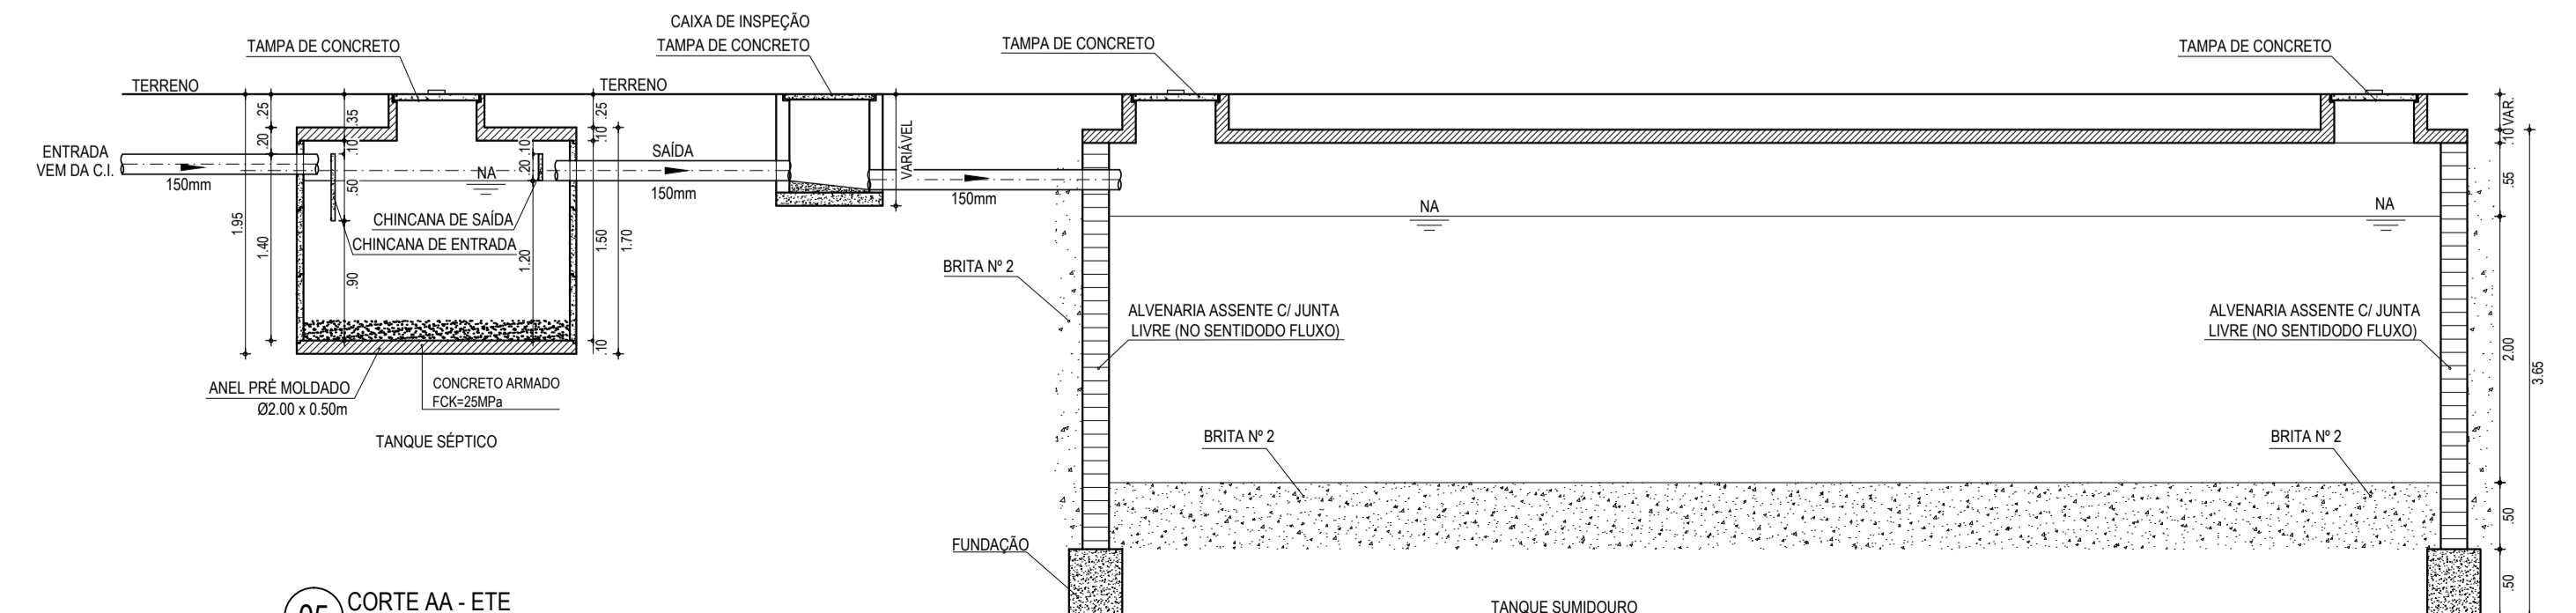 CAIXA DE INSPEÇÃO
TAMPA DE CONCRETO
TAMPA DE CONCRETO
TAMPA DE CONCRETO
TAMPA DE CONCRETO
TERRENO
TERRENO
ENTRADA
VEM DA C.I.
150mm
.25
.20
1.95
1.40
.35
.10
.50
.90
NA
.10
.20
1.20
.25
.10
1.50
1.70
.10
SAÍDA
150mm
VARIÁVEL
150mm
CHINCANA DE SAÍDA
CHINCANA DE ENTRADA
ANEL PRÉ MOLDADO
Ø2.00 x 0.50m
CONCRETO ARMADO
FCK=25MPa
TANQUE SÉPTICO
NA
NA
BRITA Nº 2
ALVENARIA ASSENTE C/ JUNTA
LIVRE (NO SENTIDODO FLUXO)
ALVENARIA ASSENTE C/ JUNTA
LIVRE (NO SENTIDODO FLUXO)
BRITA Nº 2
BRITA Nº 2
FUNDAÇÃO
VAR.
.10
.55
2.00
3.65
.50
.50
05
CORTE AA - ETE
TANQUE SUMIDOURO